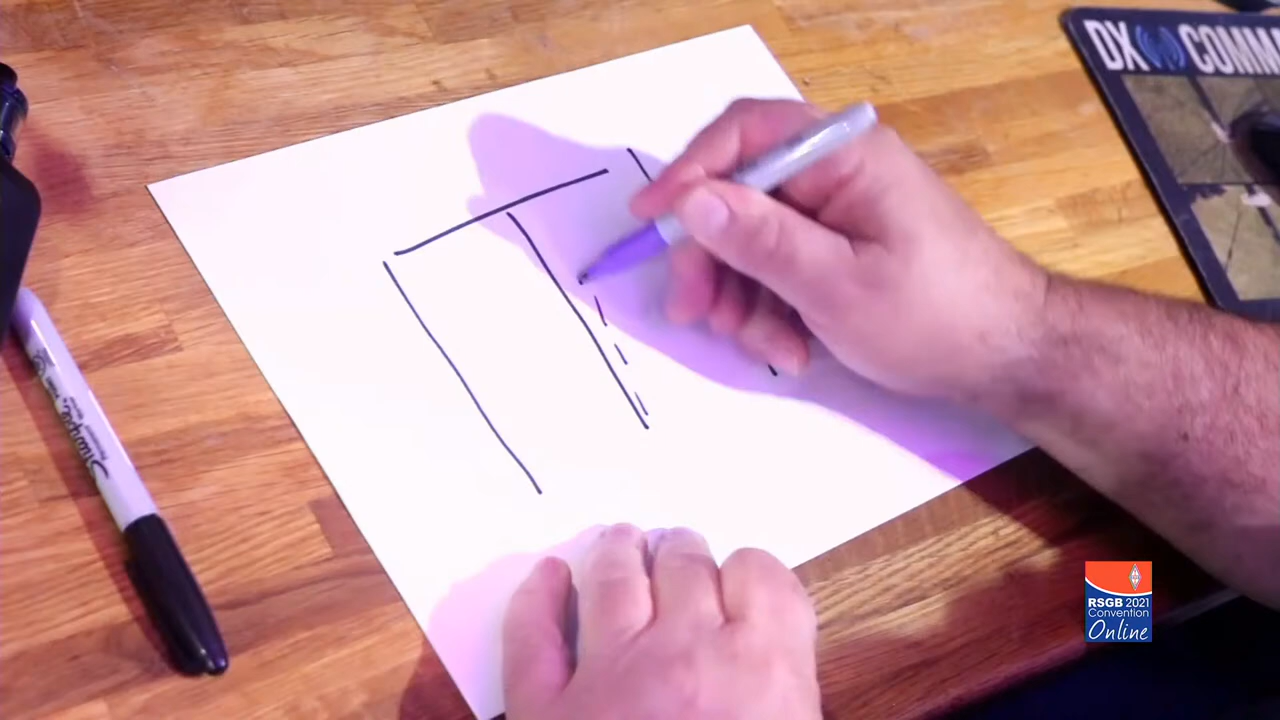 DX COMM
Sharpie
RSGB 2021
Convention
Online